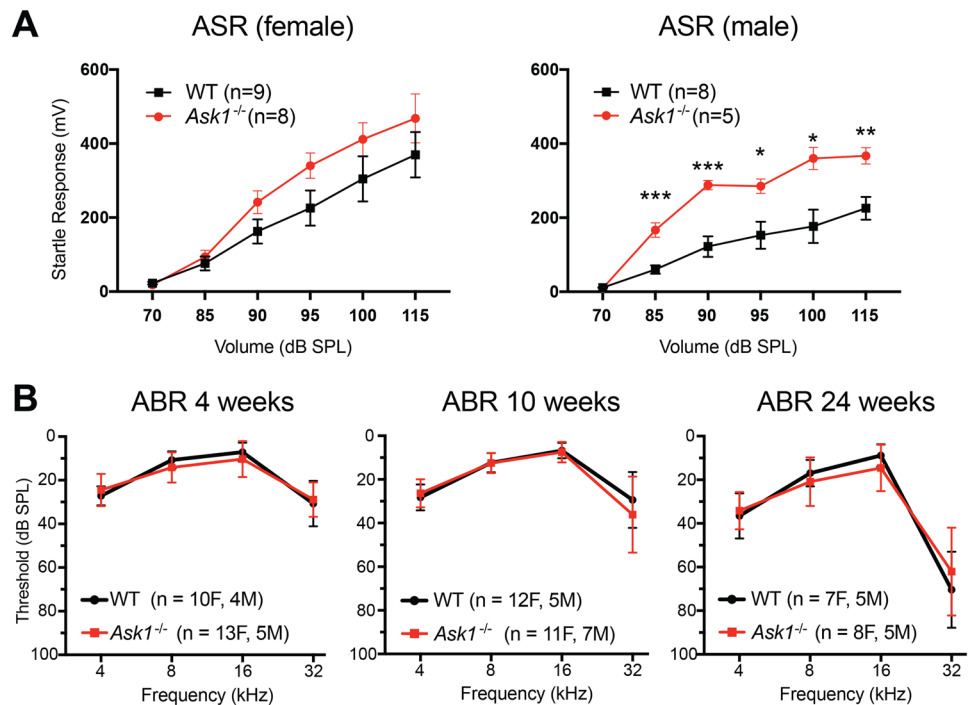 A
ASR (female)
ASR (male)
Startle Response (mV)
600
400
200
0
WT (n=9)
Ask1-/-(n=8)
70 85 90 95 100 115
Volume (dB SPL)
600
400
200
0
WT (n=8)
Ask1-/-(n=5)
*** *** * * **
70 85 90 95 100 115
Volume (dB SPL)
B
ABR 4 weeks
ABR 10 weeks
ABR 24 weeks
Threshold (dB SPL)
0
20
40
60
80
100
WT (n = 10F, 4M)
Ask1-/- (n = 13F, 5M)
4 8 16 32
Frequency (kHz)
0
20
40
60
80
100
WT (n = 12F, 5M)
Ask1-/- (n = 11F, 7M)
4 8 16 32
Frequency (kHz)
0
20
40
60
80
100
WT (n = 7F, 5M)
Ask1-/- (n = 8F, 5M)
4 8 16 32
Frequency (kHz)